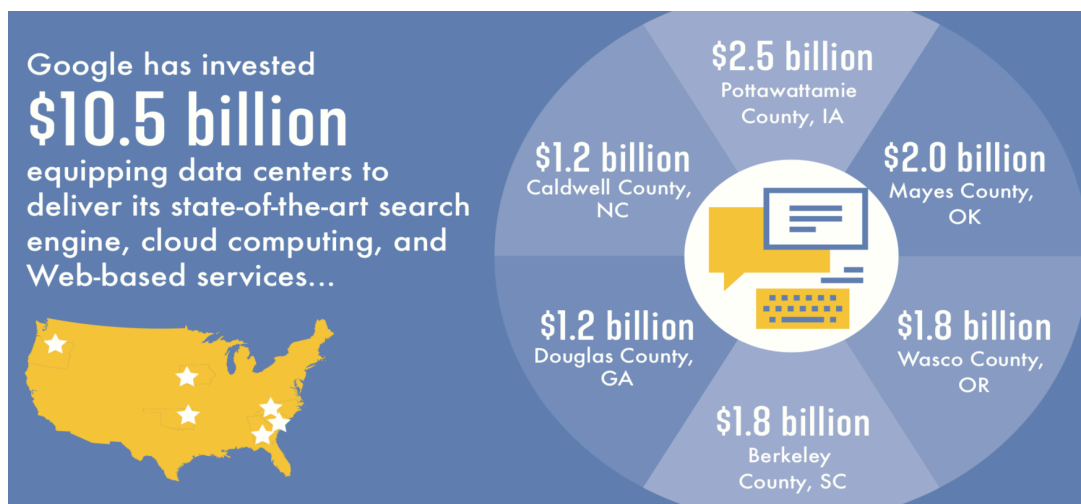 Google has invested
$10.5 billion
equipping data centers to
deliver its state-of-the-art search
engine, cloud computing, and
Web-based services...
$2.5 billion
Pottawattamie
County, IA
$2.0 billion
Mayes County,
OK
$1.8 billion
Wasco County,
OR
$1.8 billion
Berkeley
County, SC
$1.2 billion
Douglas County,
GA
$1.2 billion
Caldwell County,
NC